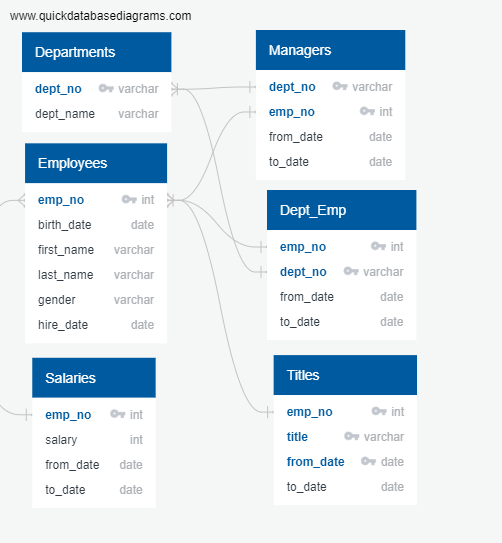 www.quickdatabasediagrams.com
Departments
dept_no varchar
dept_name varchar
Employees
emp_no int
birth_date date
first_name varchar
last_name varchar
gender varchar
hire_date date
Salaries
emp_no int
salary int
from_date date
to_date date
Managers
dept_no varchar
emp_no int
from_date date
to_date date
Dept_Emp
emp_no int
dept_no varchar
from_date date
to_date date
Titles
emp_no int
title varchar
from_date date
to_date date